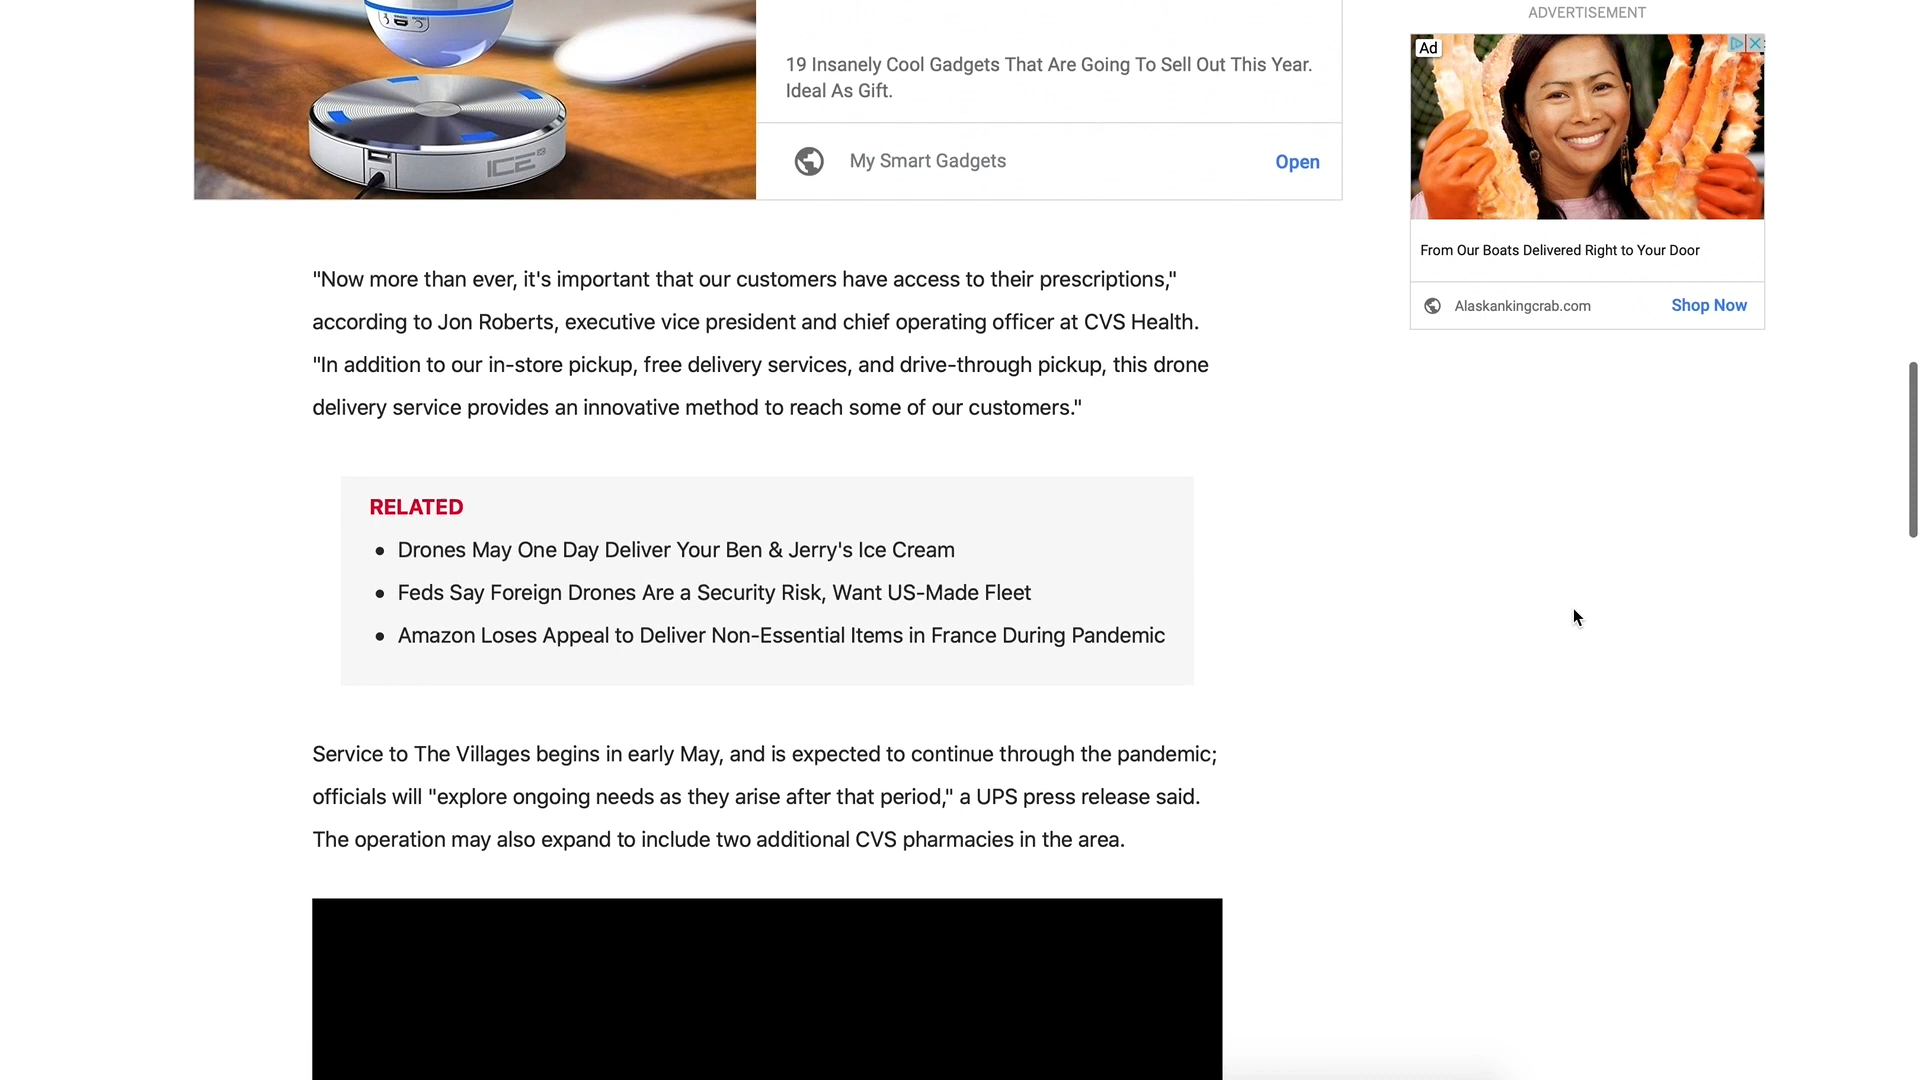 19 Insanely Cool Gadgets That Are Going To Sell Out This Year.
Ideal As Gift.
My Smart Gadgets
Open
ICE
ADVERTISEMENT
Ad
From Our Boats Delivered Right to Your Door
Alaskankingcrab.com
Shop Now
"Now more than ever, it's important that our customers have access to their prescriptions,"
according to Jon Roberts, executive vice president and chief operating officer at CVS Health.
"In addition to our in-store pickup, free delivery services, and drive-through pickup, this drone
delivery service provides an innovative method to reach some of our customers."
RELATED
• Drones May One Day Deliver Your Ben & Jerry's Ice Cream
• Feds Say Foreign Drones Are a Security Risk, Want US-Made Fleet
• Amazon Loses Appeal to Deliver Non-Essential Items in France During Pandemic
Service to The Villages begins in early May, and is expected to continue through the pandemic;
officials will "explore ongoing needs as they arise after that period," a UPS press release said.
The operation may also expand to include two additional CVS pharmacies in the area.